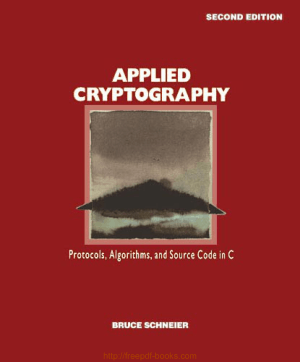 SECOND EDITION
APPLIED
CRYPTOGRAPHY
Protocols, Algorithms, and Source Code in C
BRUCE SCHNEIER
http://freepdf-books.com